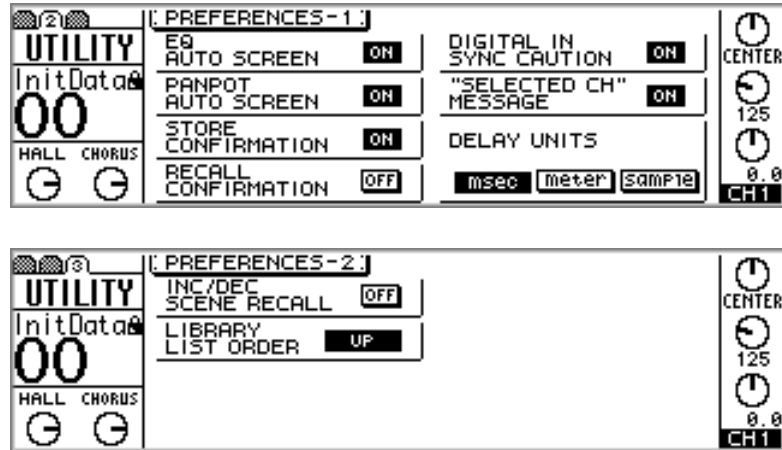 2
PREFERENCES-1
UTILITY
InitData
00
HALL CHORUS
EQ
AUTO SCREEN ON
PANPOT
AUTO SCREEN ON
STORE
CONFIRMATION ON
RECALL
CONFIRMATION OFF
DIGITAL IN
SYNC CAUTION ON
"SELECTED CH"
MESSAGE ON
DELAY UNITS
msec meter sample
CENTER
125
0.0
CH1
3
PREFERENCES-2
UTILITY
InitData
00
HALL CHORUS
INC/DEC
SCENE RECALL OFF
LIBRARY
LIST ORDER UP
CENTER
125
0.0
CH1